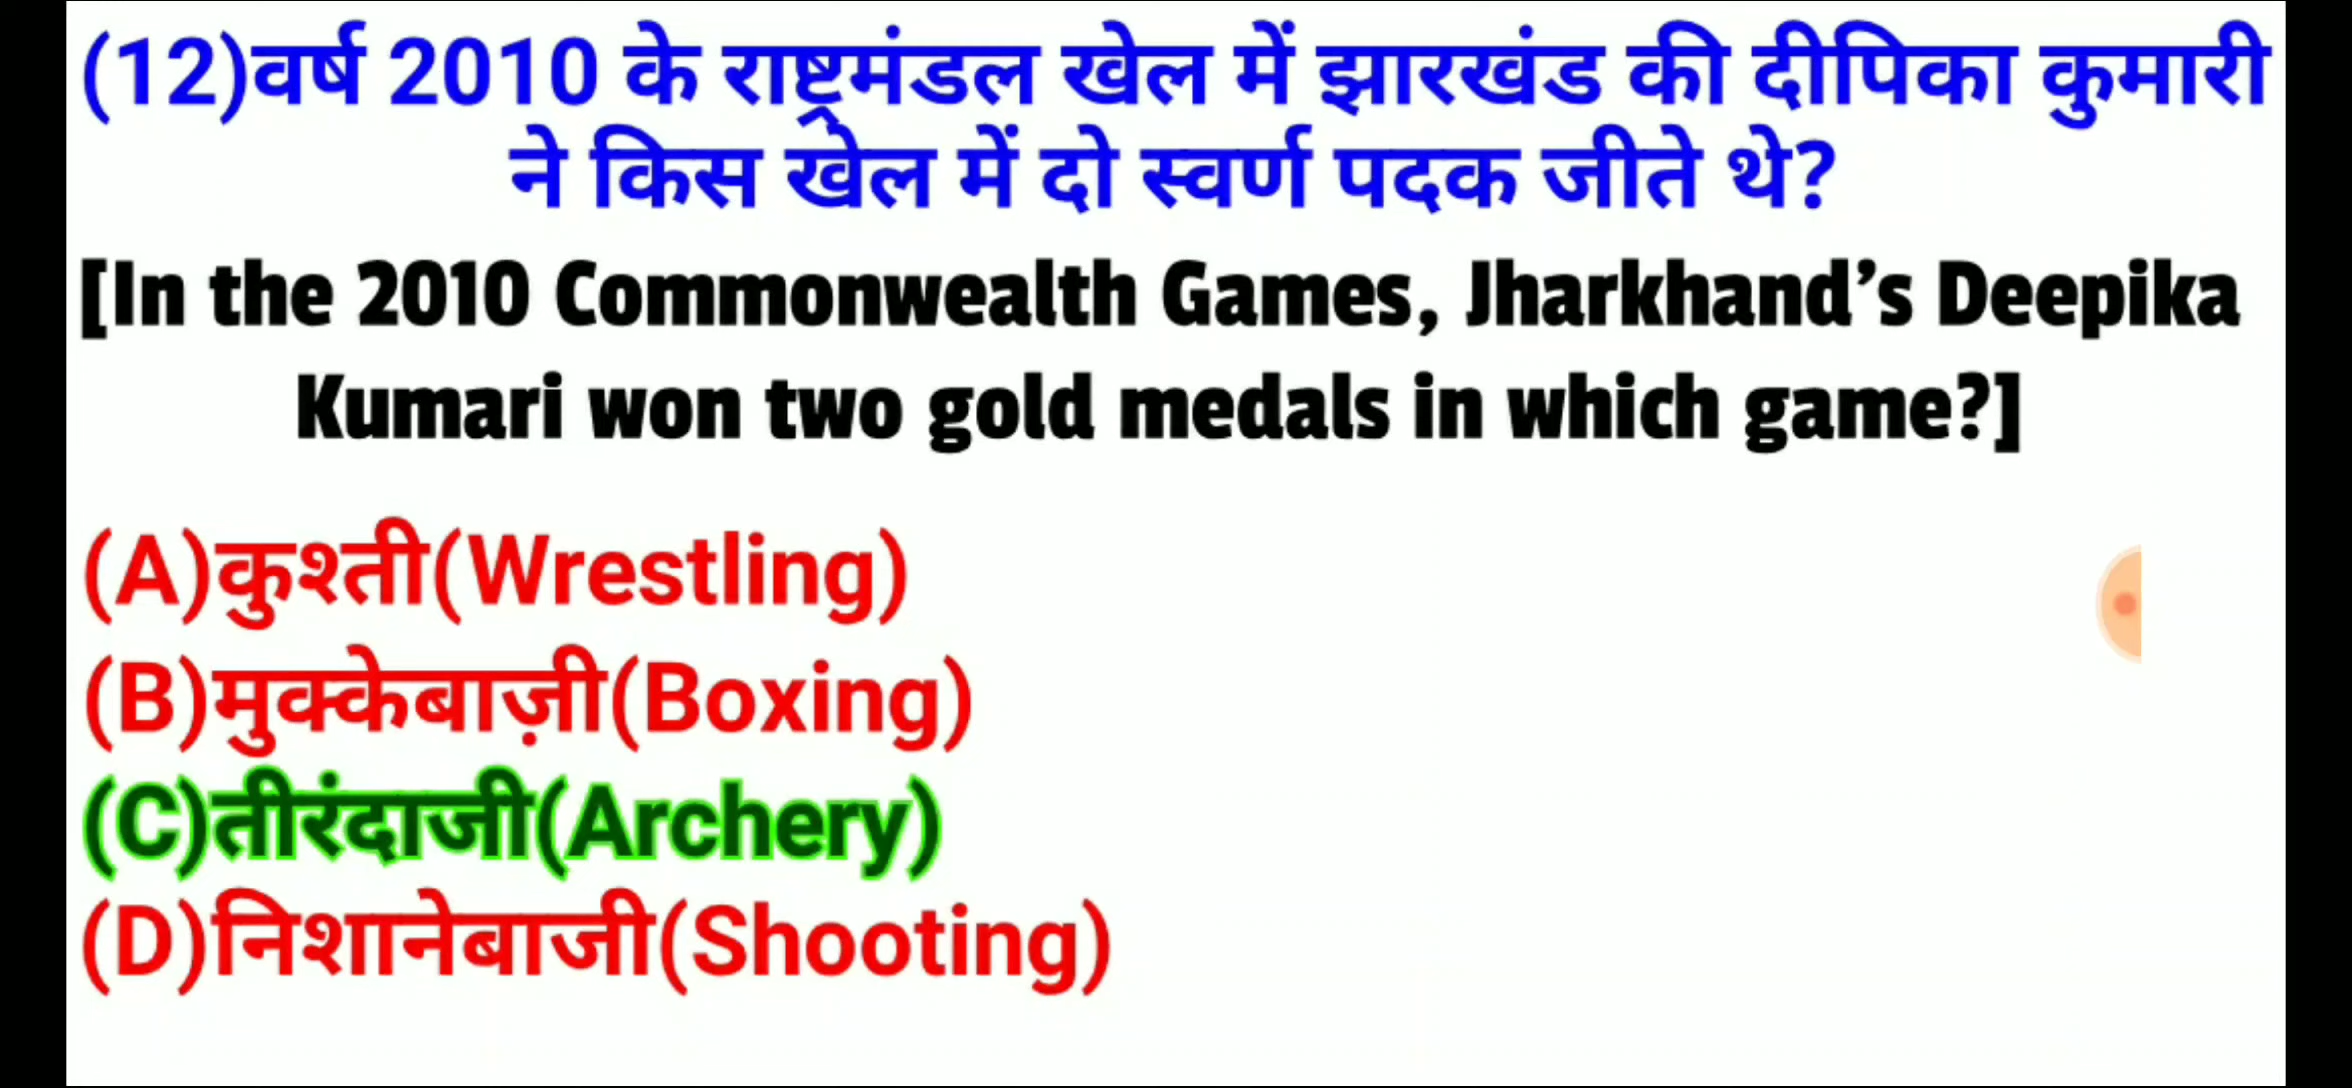 (12)वर्ष 2010 के राष्ट्रमंडल खेल में झारखंड की दीपिका कुमारी
ने किस खेल में दो स्वर्ण पदक जीते थे?
[In the 2010 Commonwealth Games, Jharkhand’s Deepika
Kumari won two gold medals in which game?]
(A)कुश्ती(Wrestling)
(B)मुक्केबाज़ी(Boxing)
(C)तीरंदाजी(Archery)
(D)निशानेबाजी(Shooting)